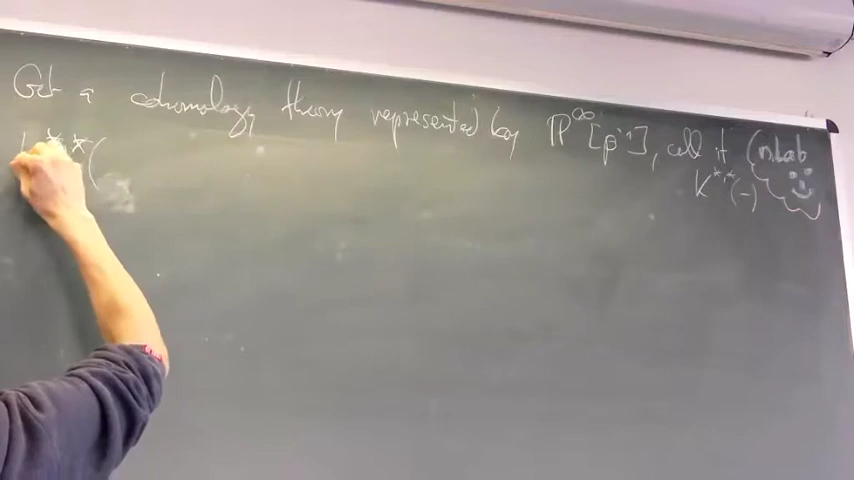 Get a cohomology theory represented by ℙ^∞[β^-1], call it (nLab
K^*,*(-)
K^*,*(